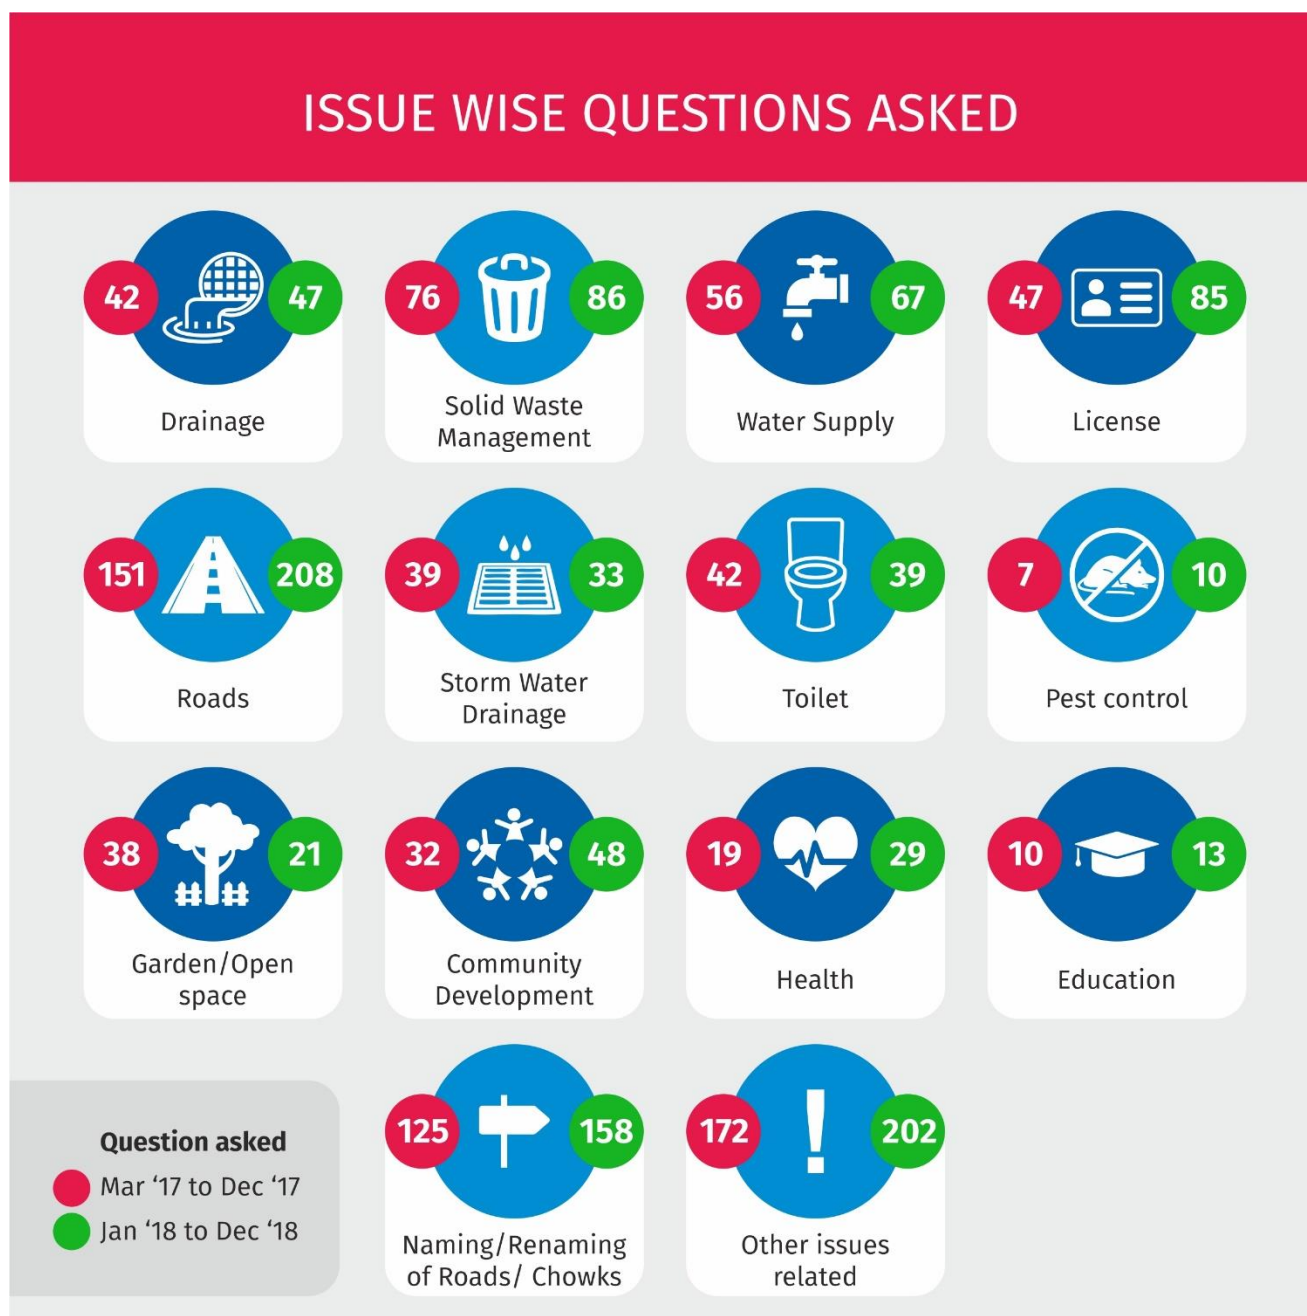 ISSUE WISE QUESTIONS ASKED
42
47
Drainage
76
86
Solid Waste
Management
56
67
Water Supply
47
85
License
151
208
Roads
39
33
Storm Water
Drainage
42
39
Toilet
7
10
Pest control
38
21
Garden/Open
space
32
48
Community
Development
19
29
Health
10
13
Education
Question asked
Mar ‘17 to Dec ‘17
Jan ‘18 to Dec ‘18
125
158
Naming/Renaming
of Roads/ Chowks
172
!
202
Other issues
related